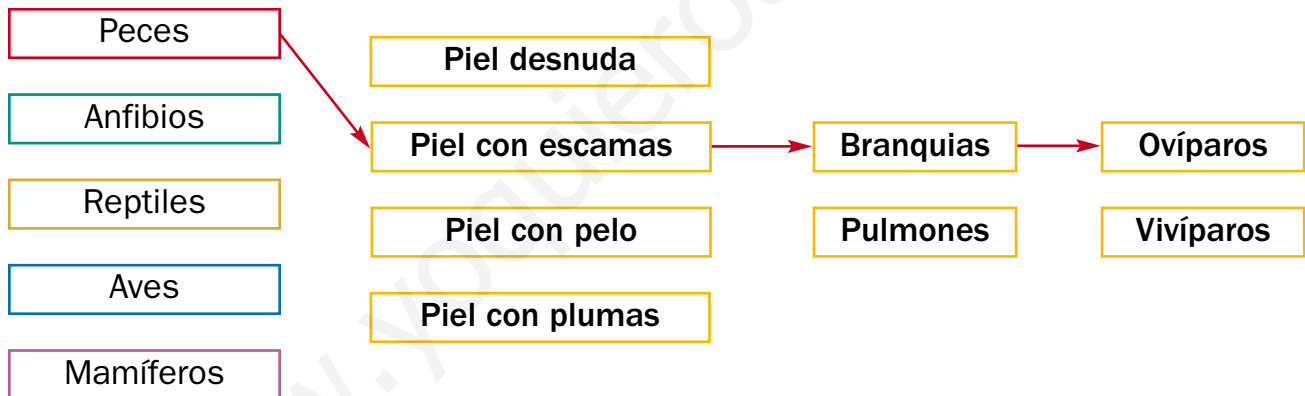 Peces
Piel desnuda
Anfibios
Piel con escamas
Branquias
Ovíparos
Reptiles
Piel con pelo
Pulmones
Vivíparos
Aves
Piel con plumas
Mamíferos
w.yoquiero